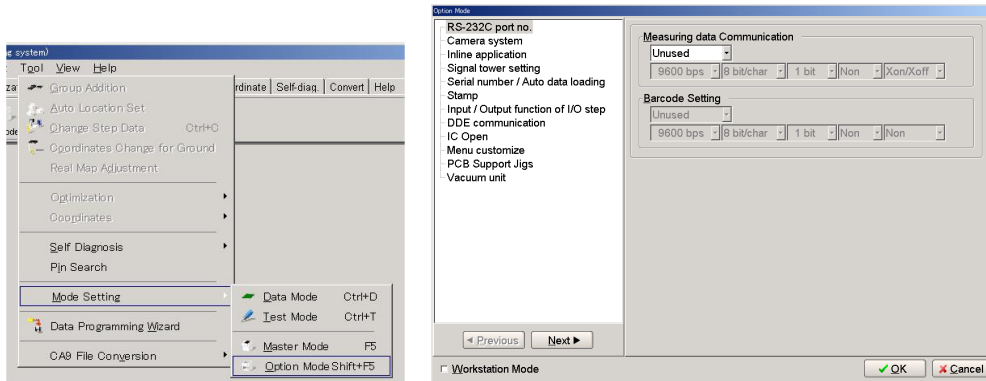 g system)
Tool View Help
rdinate Self-diag. Convert Help
Group Addition
Auto Location Set
Change Step Data Ctrl+C
Coordinates Change for Ground
Real Map Adjustment
Optimization
Coordinates
Self Diagnosis
Pin Search
Mode Setting
Data Programming Wizard
CA9 File Conversion
Data Mode Ctrl+D
Test Mode Ctrl+T
Master Mode F5
Option Mode Shift+F5
Option Mode
RS-232C port no.
Camera system
Inline application
Signal tower setting
Serial number / Auto data loading
Stamp
Input / Output function of I/O step
DDE communication
IC Open
Menu customize
PCB Support Jigs
Vacuum unit
Previous Next
Workstation Mode
Measuring data Communication
Unused
9600 bps 8 bit/char 1 bit Non Xon/Xoff
Barcode Setting
Unused
9600 bps 8 bit/char 1 bit Non Non
OK Cancel